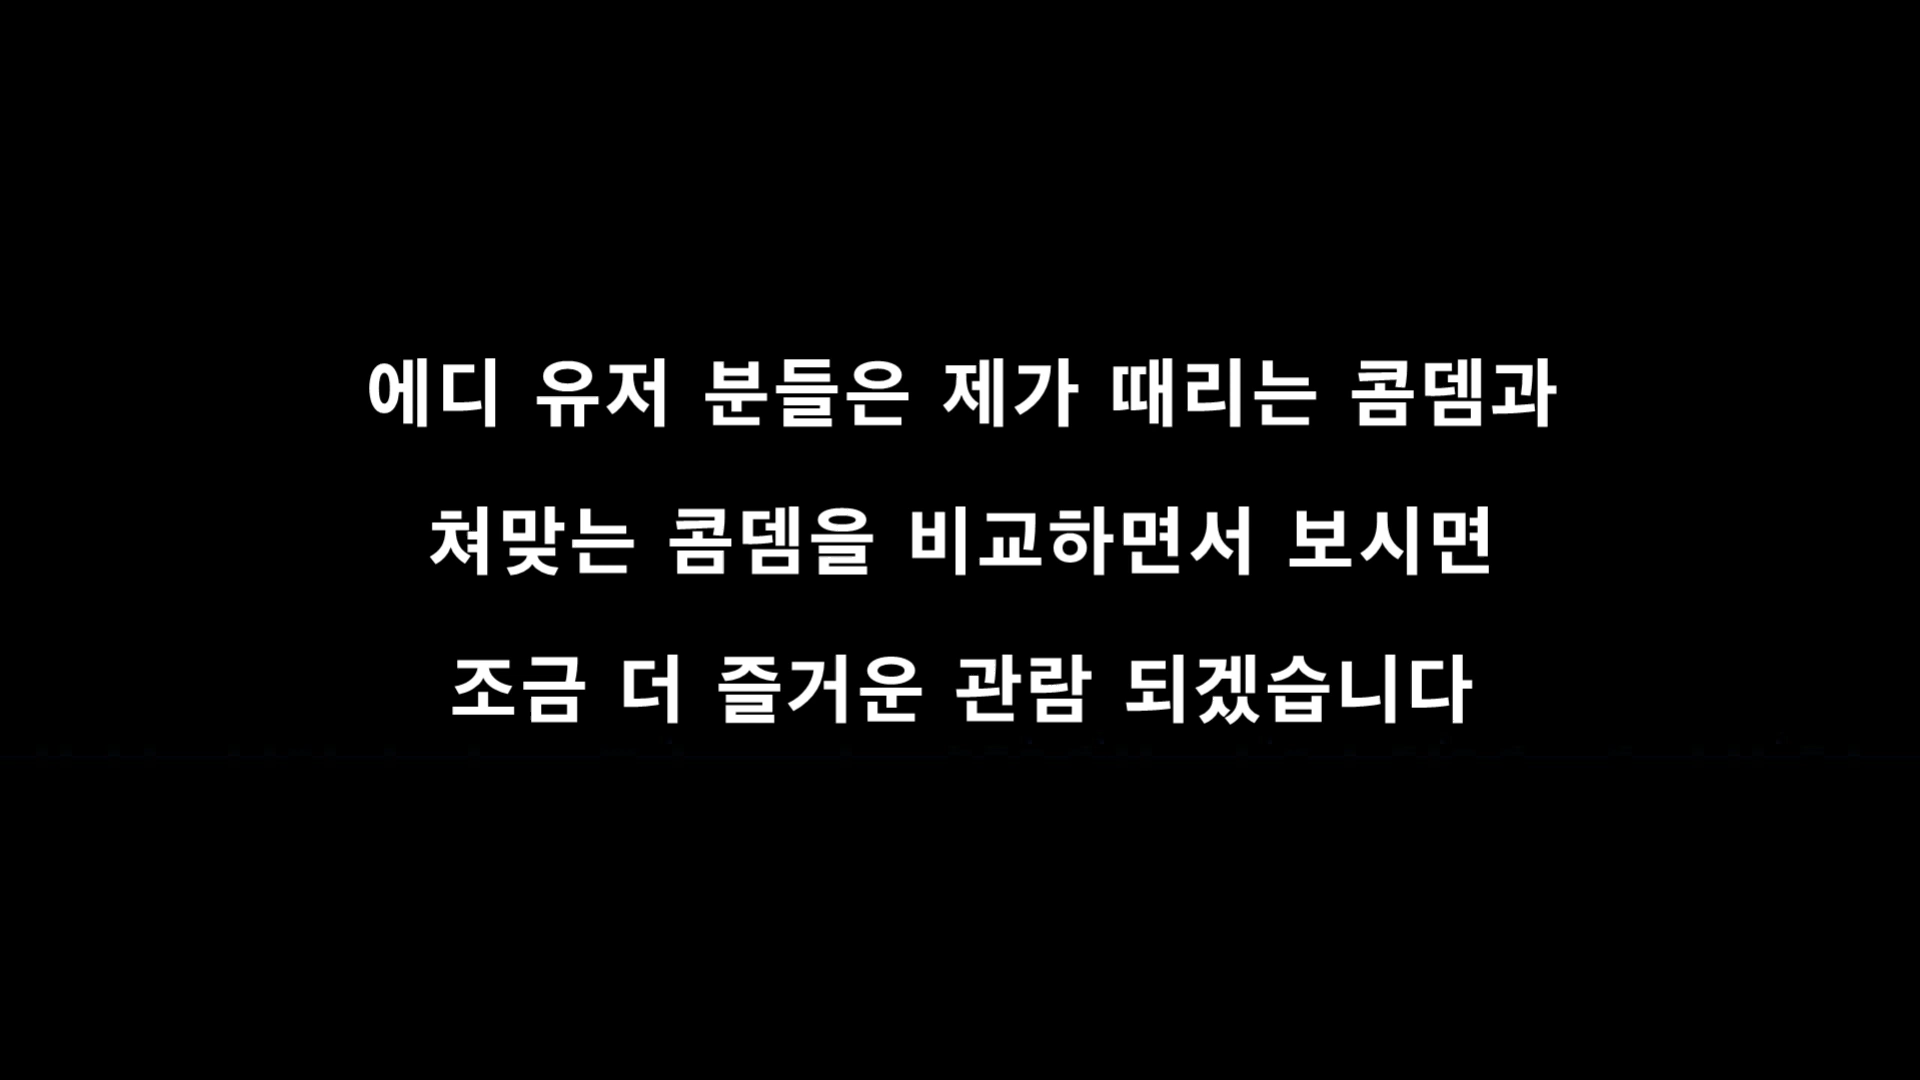 에디 유저 분들은 제가 때리는 콤뎀과
쳐맞는 콤뎀을 비교하면서 보시면
조금 더 즐거운 관람 되겠습니다